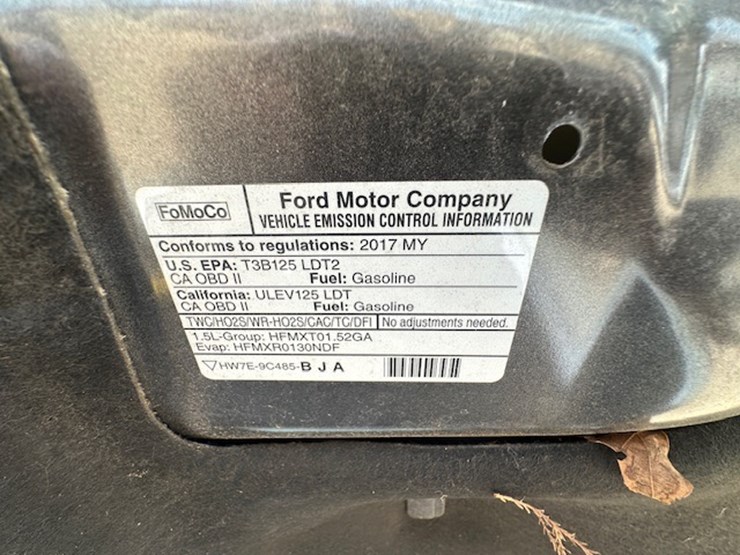 FoMoCo
Ford Motor Company
VEHICLE EMISSION CONTROL INFORMATION
Conforms to regulations: 2017 MY
U.S. EPA: T3B125 LDT2
CA OBD II Fuel: Gasoline
California: ULEV125 LDT
CA OBD II Fuel: Gasoline
TWC/HO2S/WR-HO2S/CAC/TC/DFI No adjustments needed.
1.5L-Group: HFMXT01.52GA
Evap: HFMXR0130NDF
HW7E-9C485-B J A